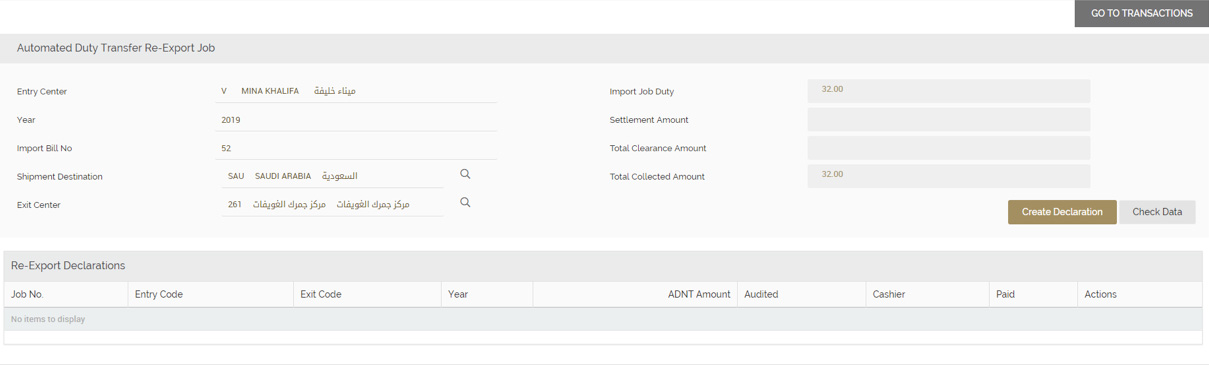 GO TO TRANSACTIONS
Automated Duty Transfer Re-Export Job
Entry Center V MINA KHALIFA ميناء خليفة Import Job Duty 32.00
Year 2019 Settlement Amount
Import Bill No 52 Total Clearance Amount
Shipment Destination SAU SAUDI ARABIA السعودية Total Collected Amount 32.00
Exit Center 261 مركز جمرك الغويفات مركز جمرك الغويفات
Create Declaration Check Data
Re-Export Declarations
Job No. Entry Code Exit Code Year ADNT Amount Audited Cashier Paid Actions
No items to display